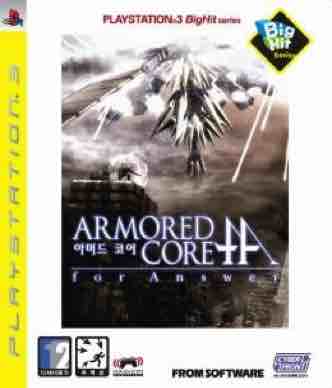 PLAYSTATION®3 BigHit series
Big
Hit
Series
PLAYSTATION®3
ARMORED
아머드 코어
CORE 4A
for Answer
12
FROM SOFTWARE